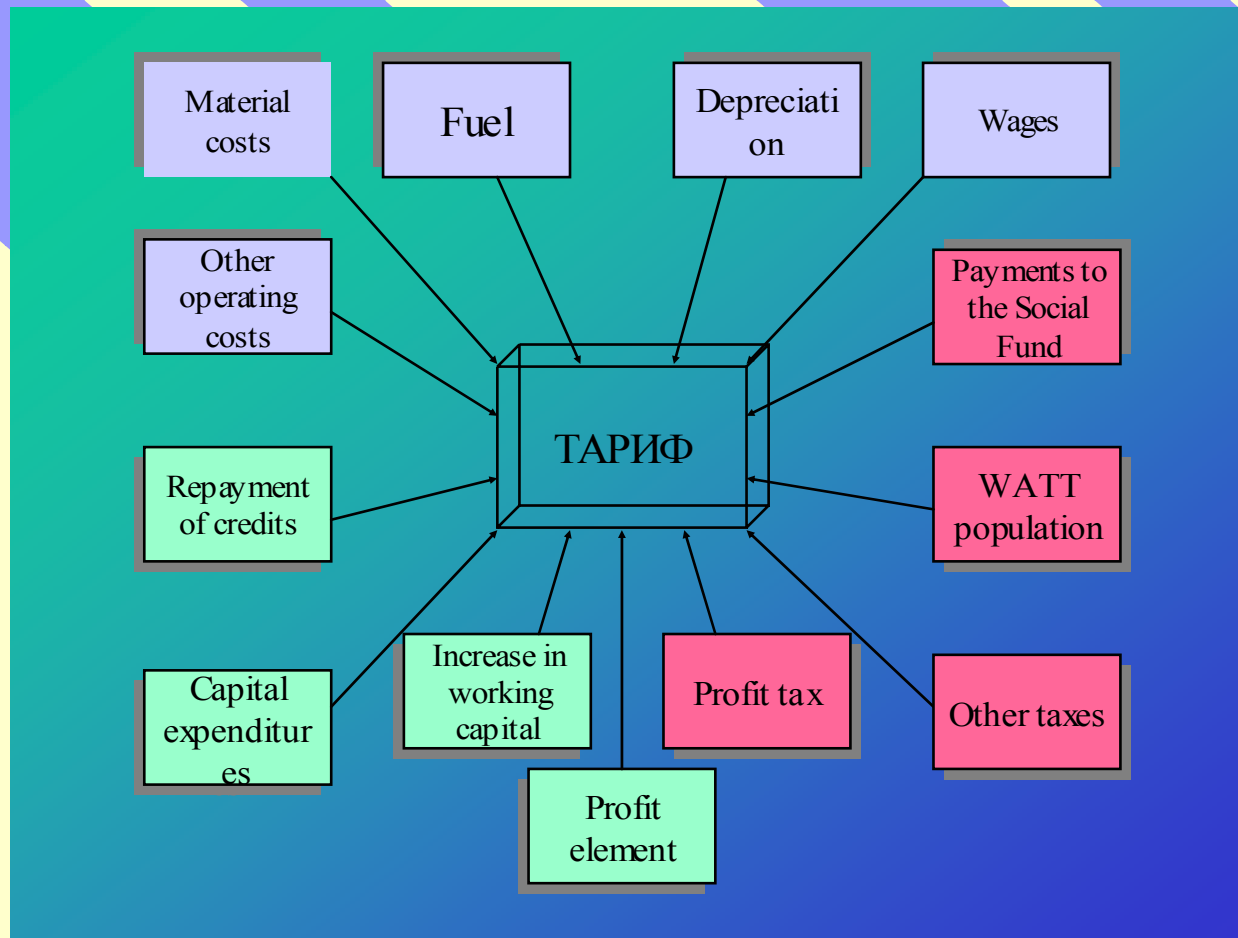 Material
costs
Fuel
Depreciati
on
Wages
Other
operating
costs
Payments to
the Social
Fund
ТАРИФ
Repayment
of credits
WATT
population
Capital
expenditur
es
Increase in
working
capital
Profit tax
Other taxes
Profit
element